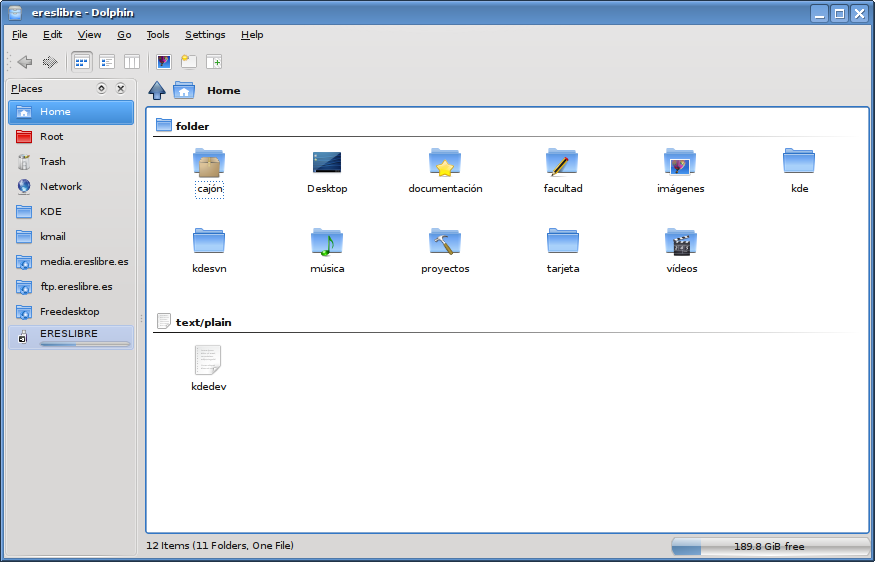 ereslibre - Dolphin
File Edit View Go Tools Settings Help
Places
Home
Root
Trash
Network
KDE
kmail
media.ereslibre.es
ftp.ereslibre.es
Freedesktop
ERESLIBRE
Home
folder
cajón Desktop documentación facultad imágenes kde
kdesvn música proyectos tarjeta vídeos
text/plain
kdedev
12 Items (11 Folders, One File)
189.8 GiB free